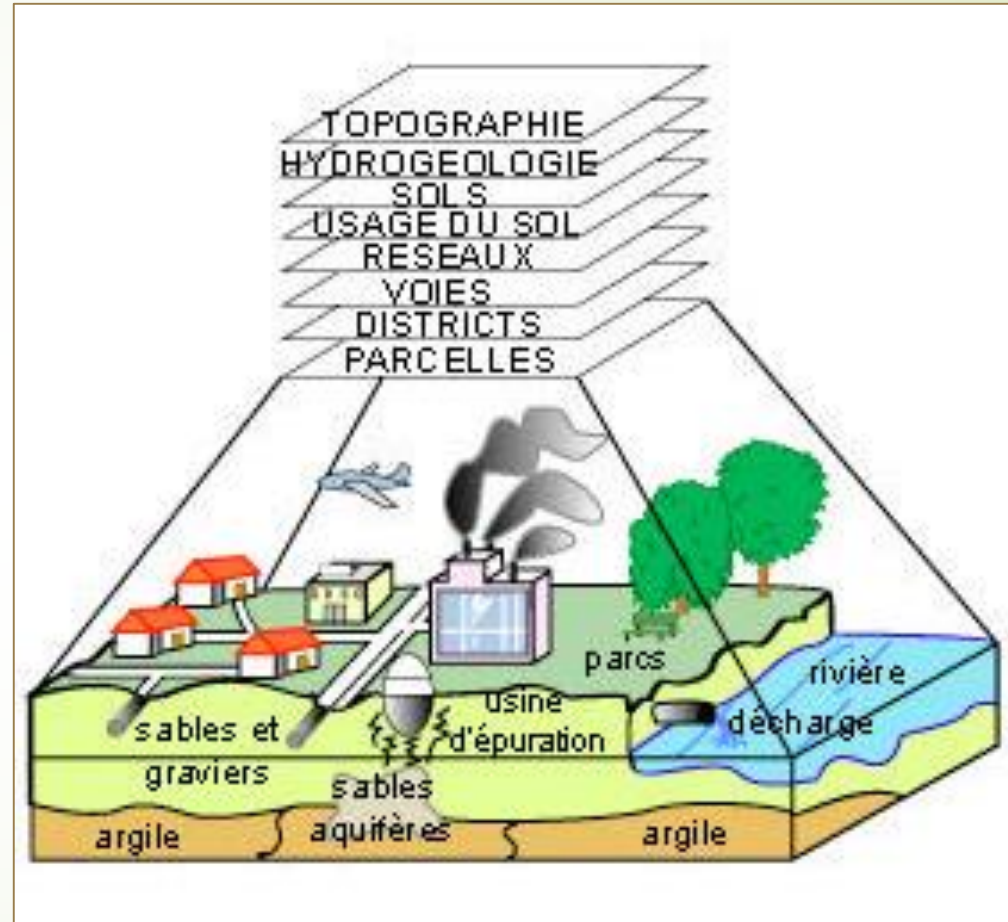 TOPOGRAPHIE
HYDROGEOLOGIE
SOLS
USAGE DU SOL
RESEAUX
VOIES
DISTRICTS
PARCELLES
parcs
rivière
sables et
graviers
usine
d'épuration
décharge
sables
aquifères
argile
argile